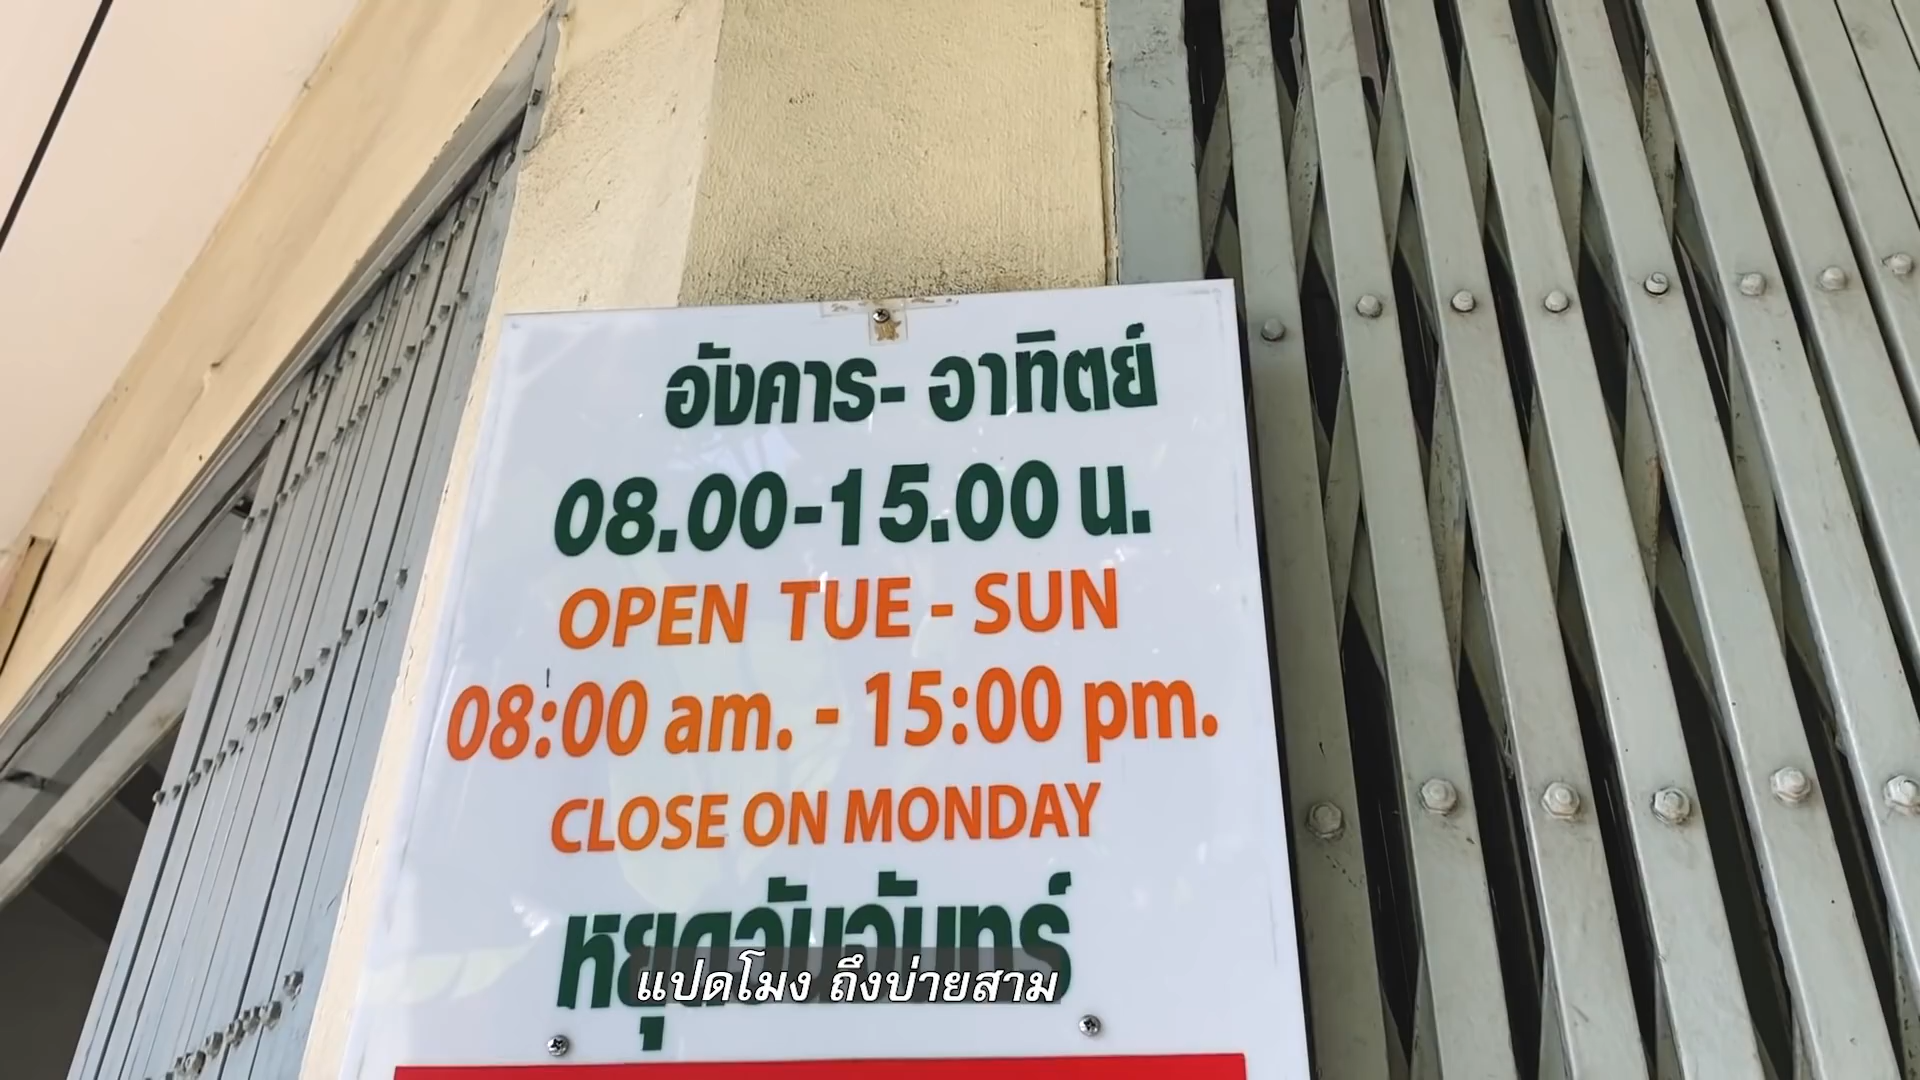 อังคาร- อาทิตย์
08.00-15.00 น.
OPEN TUE - SUN
08:00 am. - 15:00 pm.
CLOSE ON MONDAY
หยุดวันจันทร์
แปดโมง ถึงบ่ายสาม